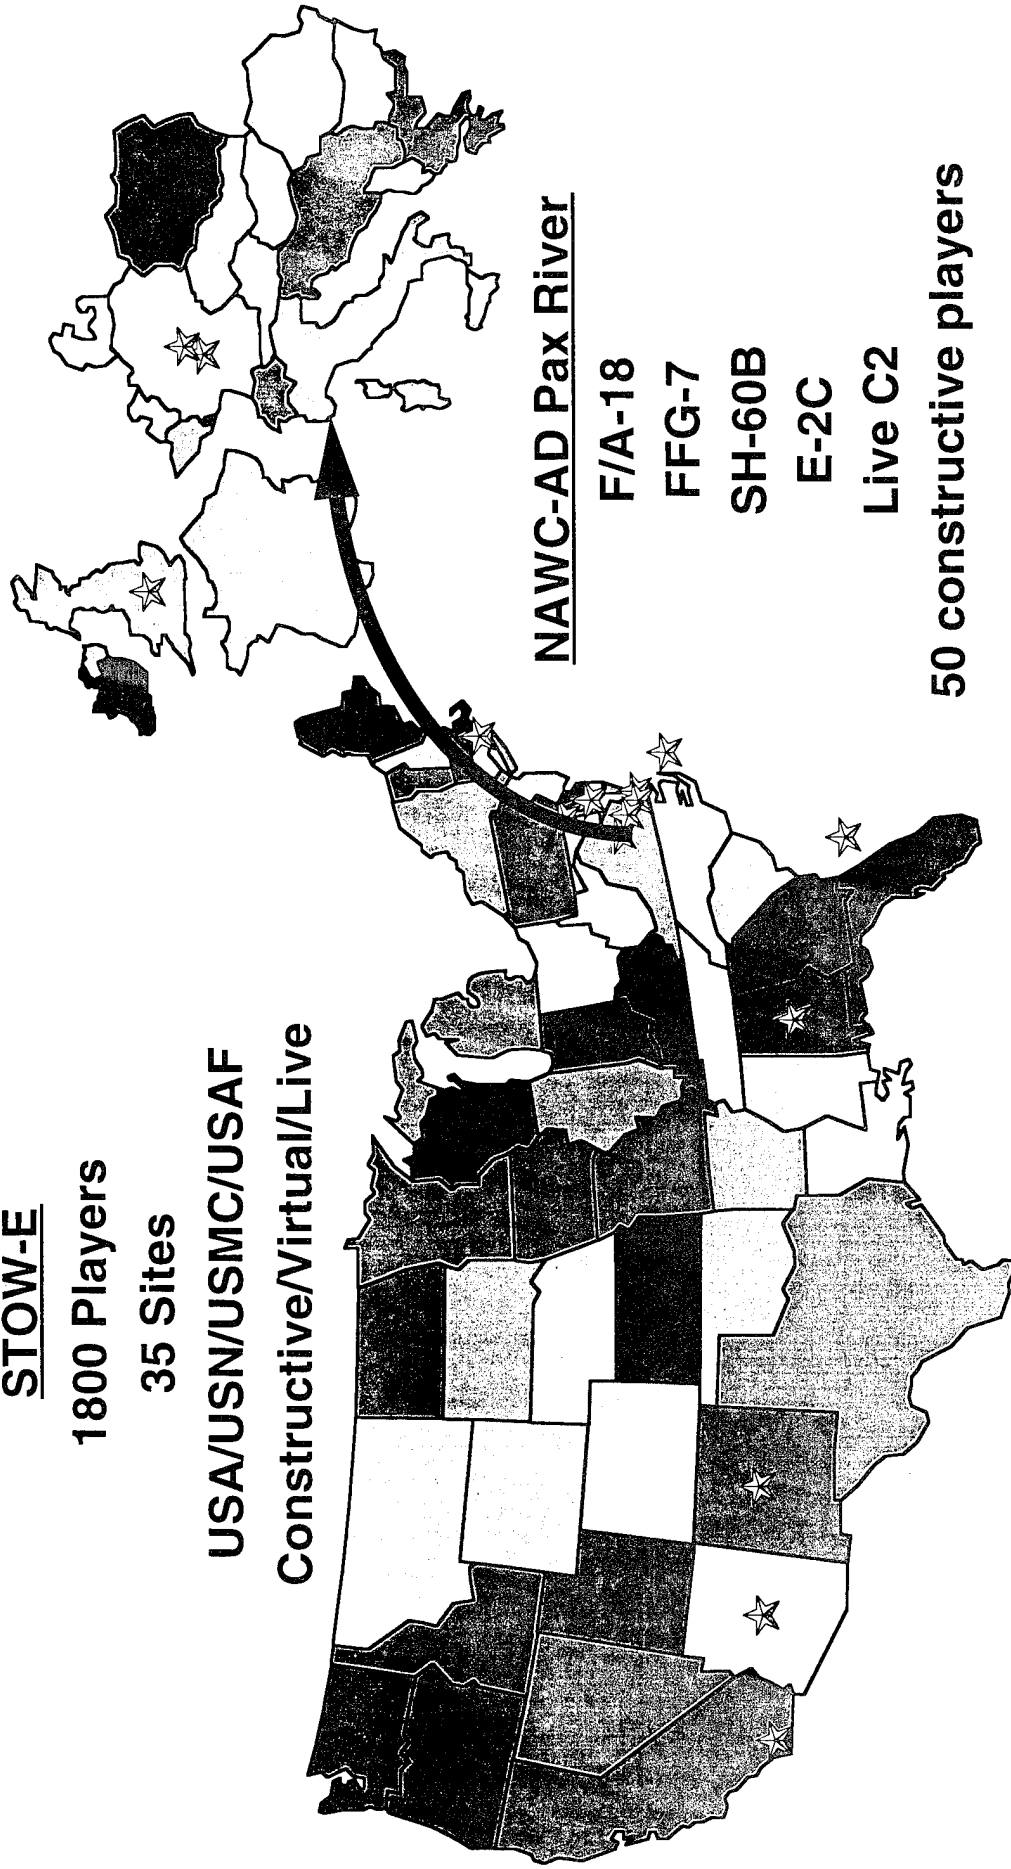 STOW-E
1800 Players
35 Sites
USA/USN/USMC/USAF
Constructive/Virtual/Live
NAWC-AD Pax River
F/A-18
FFG-7
SH-60B
E-2C
Live C2
50 constructive players